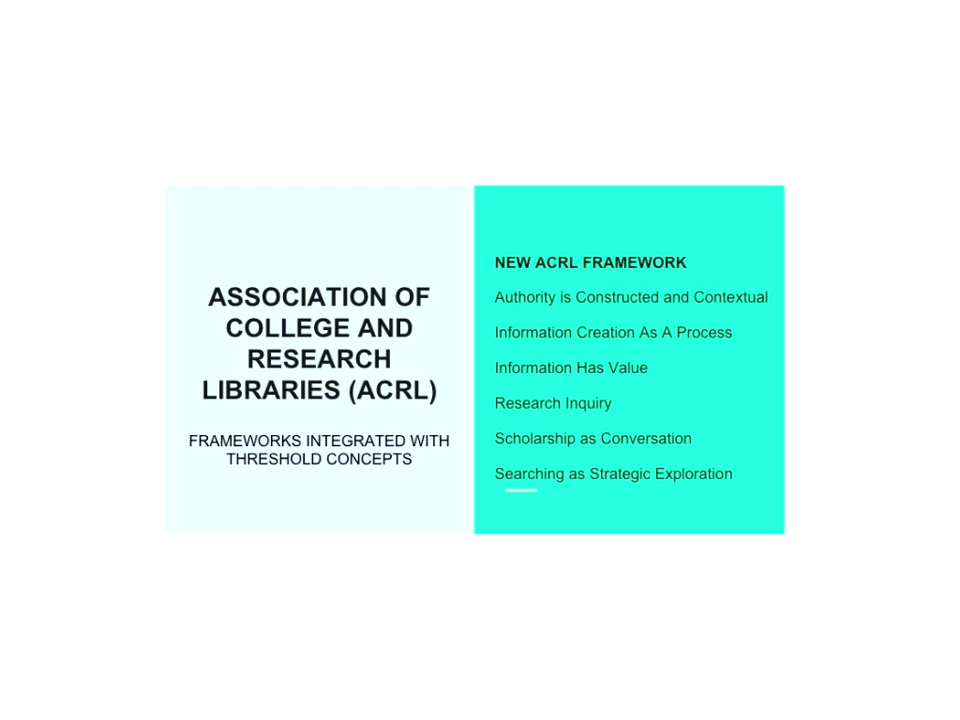 ASSOCIATION OF
COLLEGE AND
RESEARCH
LIBRARIES (ACRL)
FRAMEWORKS INTEGRATED WITH
THRESHOLD CONCEPTS
NEW ACRL FRAMEWORK
Authority is Constructed and Contextual
Information Creation As A Process
Information Has Value
Research Inquiry
Scholarship as Conversation
Searching as Strategic Exploration